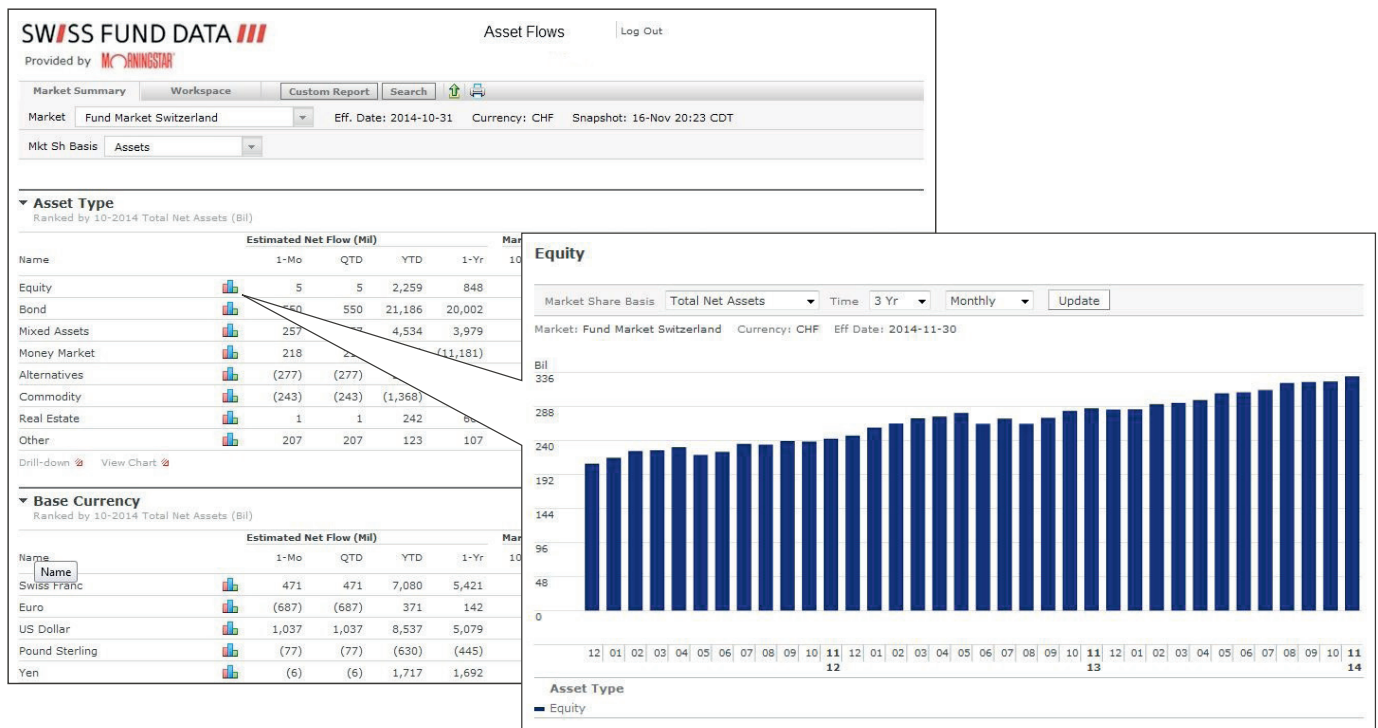 SWISS FUND DATA
Asset Flows
Log Out
Provided by MORNINGSTAR
Market Summary Workspace Custom Report Search
Market Fund Market Switzerland Eff. Date: 2014-10-31 Currency: CHF Snapshot: 16-Nov 20:23 CDT
Mkt Sh Basis Assets
Asset Type
Ranked by 10-2014 Total Net Assets (Bil)
Estimated Net Flow (Mil) Mar
Name 1-Mo QTD YTD 1-Yr 10
Equity 5 5 2,259 848
Bond 550 21,186 20,002
Mixed Assets 257 4,534 3,979
Money Market 218 (11,181)
Alternatives (277) (277)
Commodity (243) (243) (1,368)
Real Estate 1 1 242
Other 207 207 123 107
Drill-down View Chart
Base Currency
Ranked by 10-2014 Total Net Assets (Bil)
Estimated Net Flow (Mil) Mar
Name 1-Mo QTD YTD 1-Yr 10
Name
Swiss Franc 471 471 7,080 5,421
Euro (687) (687) 371 142
US Dollar 1,037 1,037 8,537 5,079
Pound Sterling (77) (77) (630) (445)
Yen (6) (6) 1,717 1,692
Equity
Market Share Basis Total Net Assets Time 3 Yr Monthly Update
Market: Fund Market Switzerland Currency: CHF Eff Date: 2014-11-30
Bil
336
288
240
192
144
96
48
0
12 01 02 03 04 05 06 07 08 09 10 11 12 01 02 03 04 05 06 07 08 09 10 11 12 01 02 03 04 05 06 07 08 09 10 11
12 13 14
Asset Type
Equity